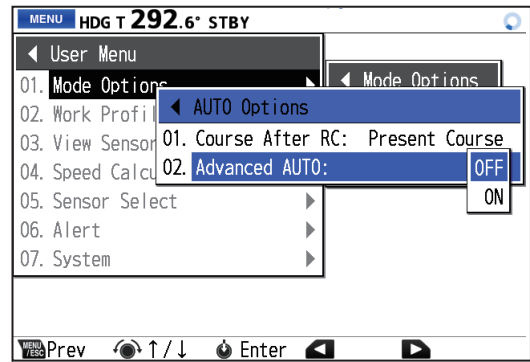 MENU HDG T 292.6° STBY
◀ User Menu
01. Mode Options ▶
◀ Mode Options
02. Work Profil
◀ AUTO Options
03. View Sensor
01. Course After RC: Present Course
04. Speed Calcu
02. Advanced AUTO: OFF
ON
05. Sensor Select ▶
06. Alert ▶
07. System ▶
MENU/ESC Prev ↑/↓ Enter ◀ ▶